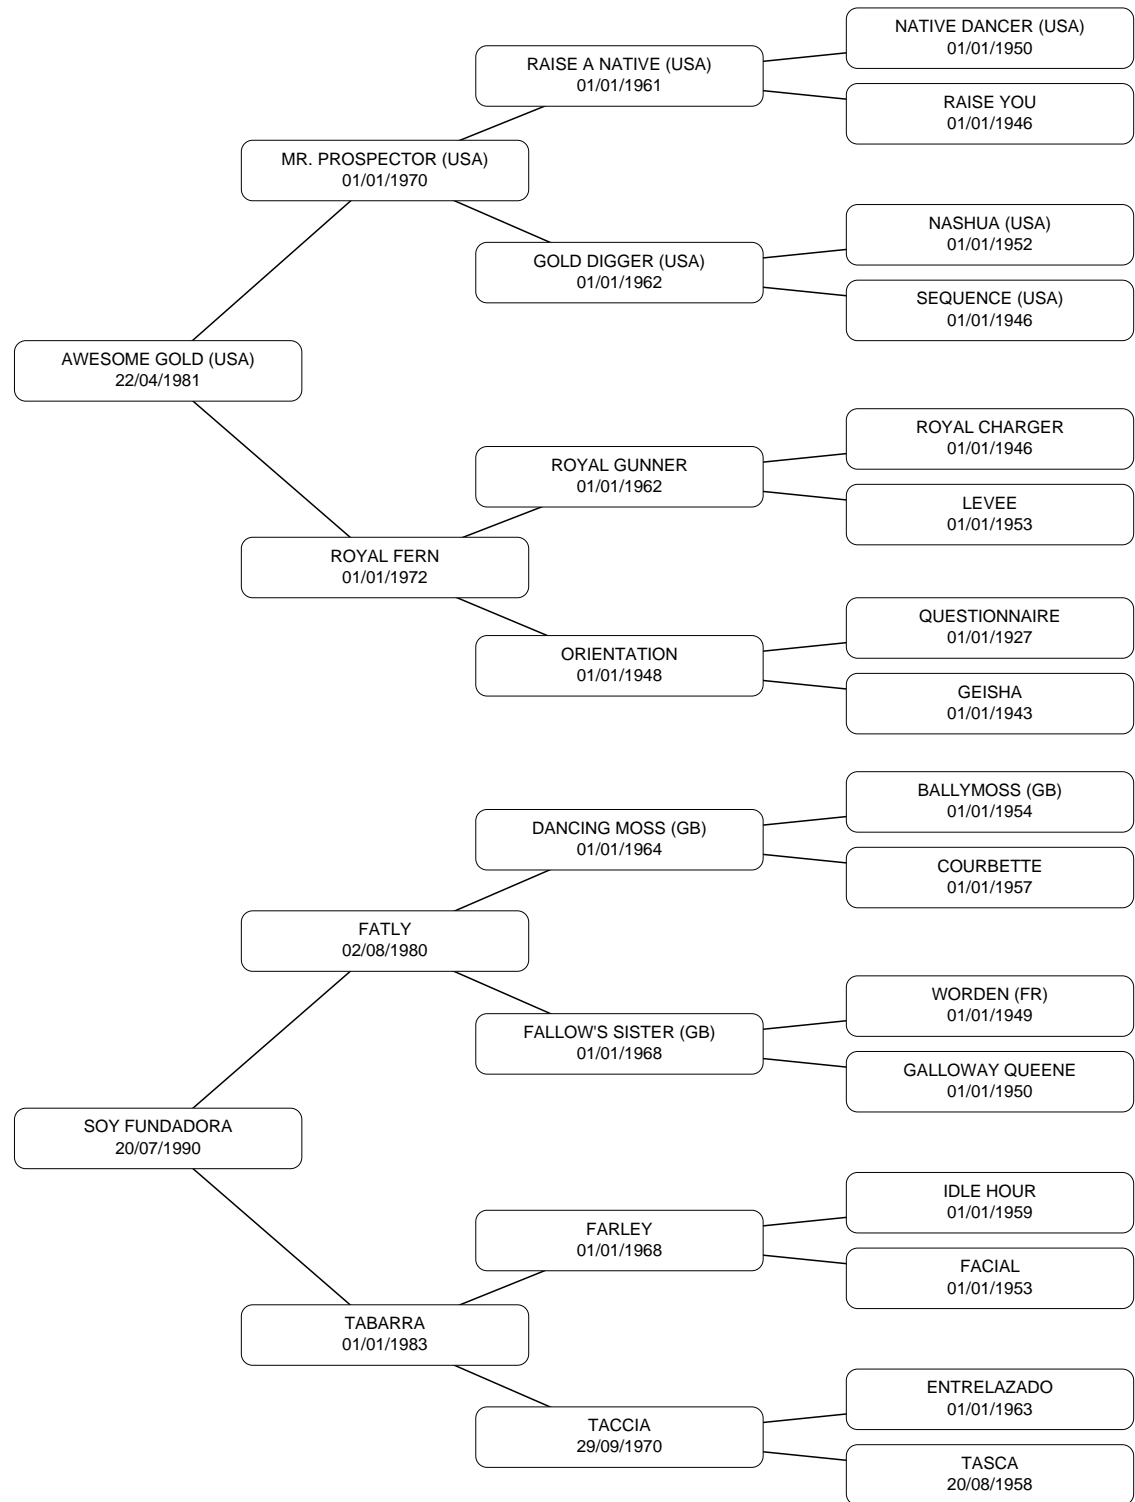 NATIVE DANCER (USA)
01/01/1950
RAISE A NATIVE (USA)
01/01/1961
RAISE YOU
01/01/1946
MR. PROSPECTOR (USA)
01/01/1970
NASHUA (USA)
01/01/1952
GOLD DIGGER (USA)
01/01/1962
SEQUENCE (USA)
01/01/1946
AWESOME GOLD (USA)
22/04/1981
ROYAL CHARGER
01/01/1946
ROYAL GUNNER
01/01/1962
LEVEE
01/01/1953
ROYAL FERN
01/01/1972
QUESTIONNAIRE
01/01/1927
ORIENTATION
01/01/1948
GEISHA
01/01/1943
BALLYMOSS (GB)
01/01/1954
DANCING MOSS (GB)
01/01/1964
COURBETTE
01/01/1957
FATLY
02/08/1980
WORDEN (FR)
01/01/1949
FALLOW'S SISTER (GB)
01/01/1968
GALLOWAY QUEENE
01/01/1950
SOY FUNDADORA
20/07/1990
IDLE HOUR
01/01/1959
FARLEY
01/01/1968
FACIAL
01/01/1953
TABARRA
01/01/1983
ENTRELAZADO
01/01/1963
TACCIA
29/09/1970
TASCA
20/08/1958